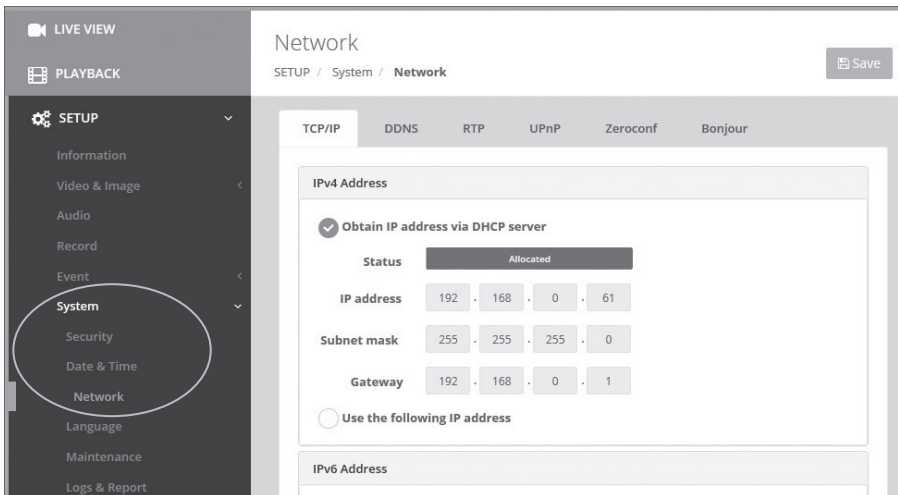 LIVE VIEW
PLAYBACK
SETUP
Information
Video & Image
Audio
Record
Event
System
Security
Date & Time
Network
Language
Maintenance
Logs & Report
Network
SETUP / System / Network
Save
TCP/IP DDNS RTP UPnP Zeroconf Bonjour
IPv4 Address
Obtain IP address via DHCP server
Status Allocated
IP address 192 . 168 . 0 . 61
Subnet mask 255 . 255 . 255 . 0
Gateway 192 . 168 . 0 . 1
Use the following IP address
IPv6 Address